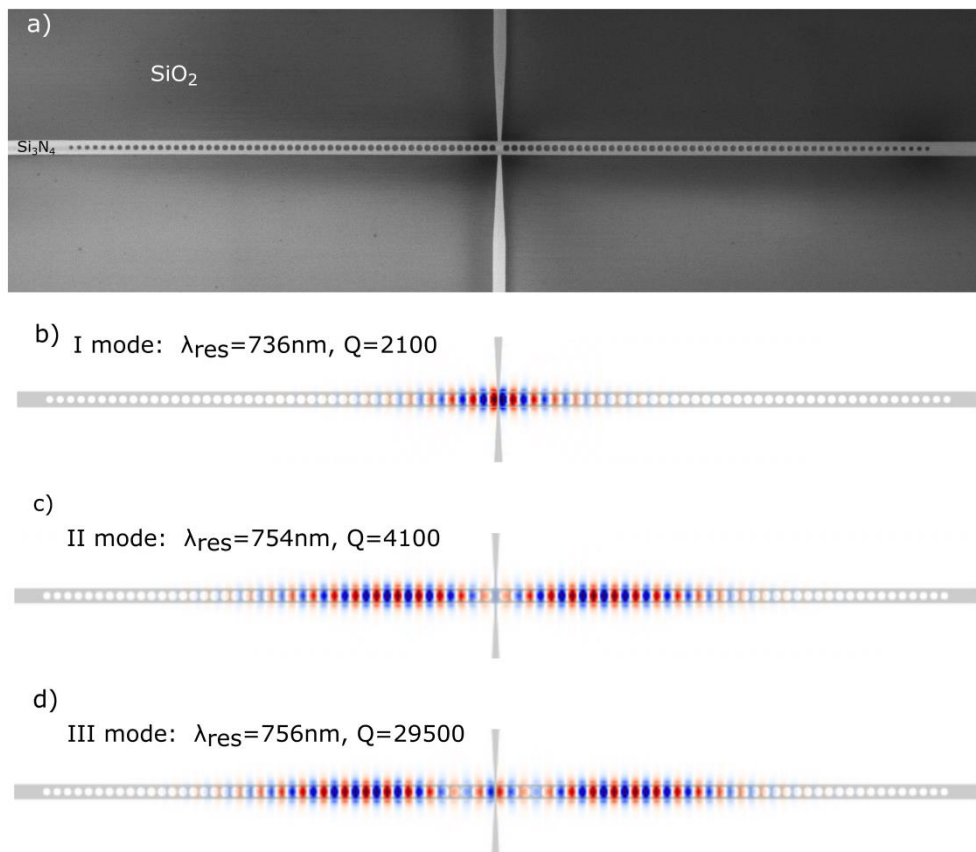 a)
SiO₂
Si₃N₄
b) I mode: λres=736nm, Q=2100
c)
II mode: λres=754nm, Q=4100
d)
III mode: λres=756nm, Q=29500